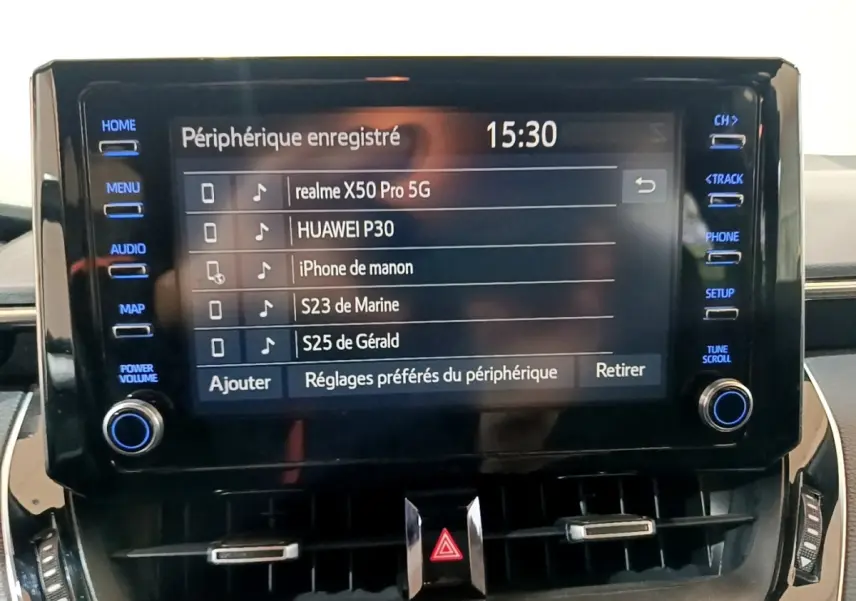 HOME
MENU
AUDIO
MAP
POWER
VOLUME
Périphérique enregistré 15:30
realme X50 Pro 5G
HUAWEI P30
iPhone de manon
S23 de Marine
S25 de Gérald
Ajouter Réglages préférés du périphérique Retirer
CH>
<TRACK
PHONE
SETUP
TUNE
SCROLL